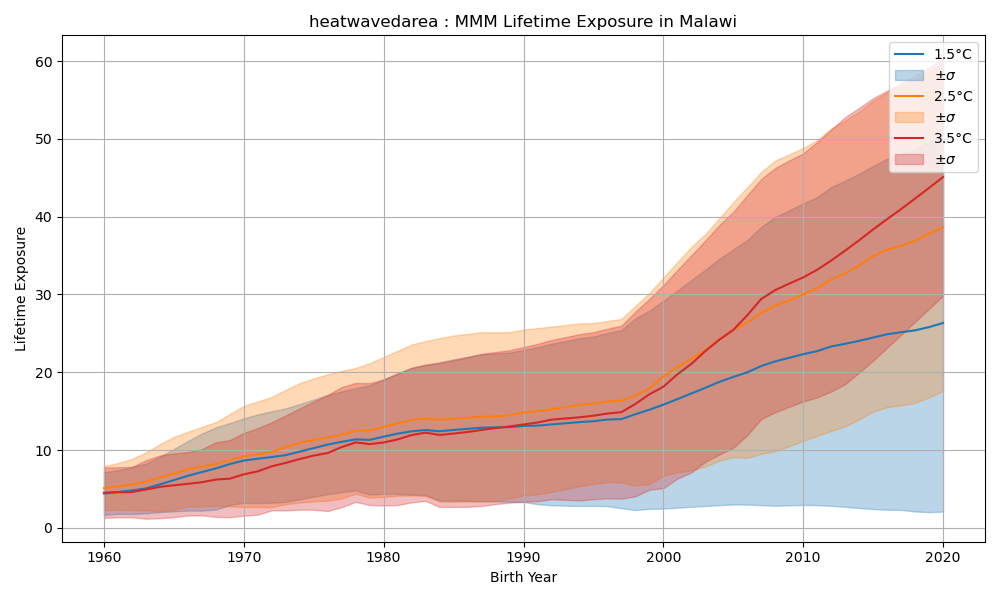 heatwavedarea : MMM Lifetime Exposure in Malawi
1.5°C
±σ
2.5°C
±σ
3.5°C
±σ
Lifetime Exposure
60
50
40
30
20
10
0
1960 1970 1980 1990 2000 2010 2020
Birth Year